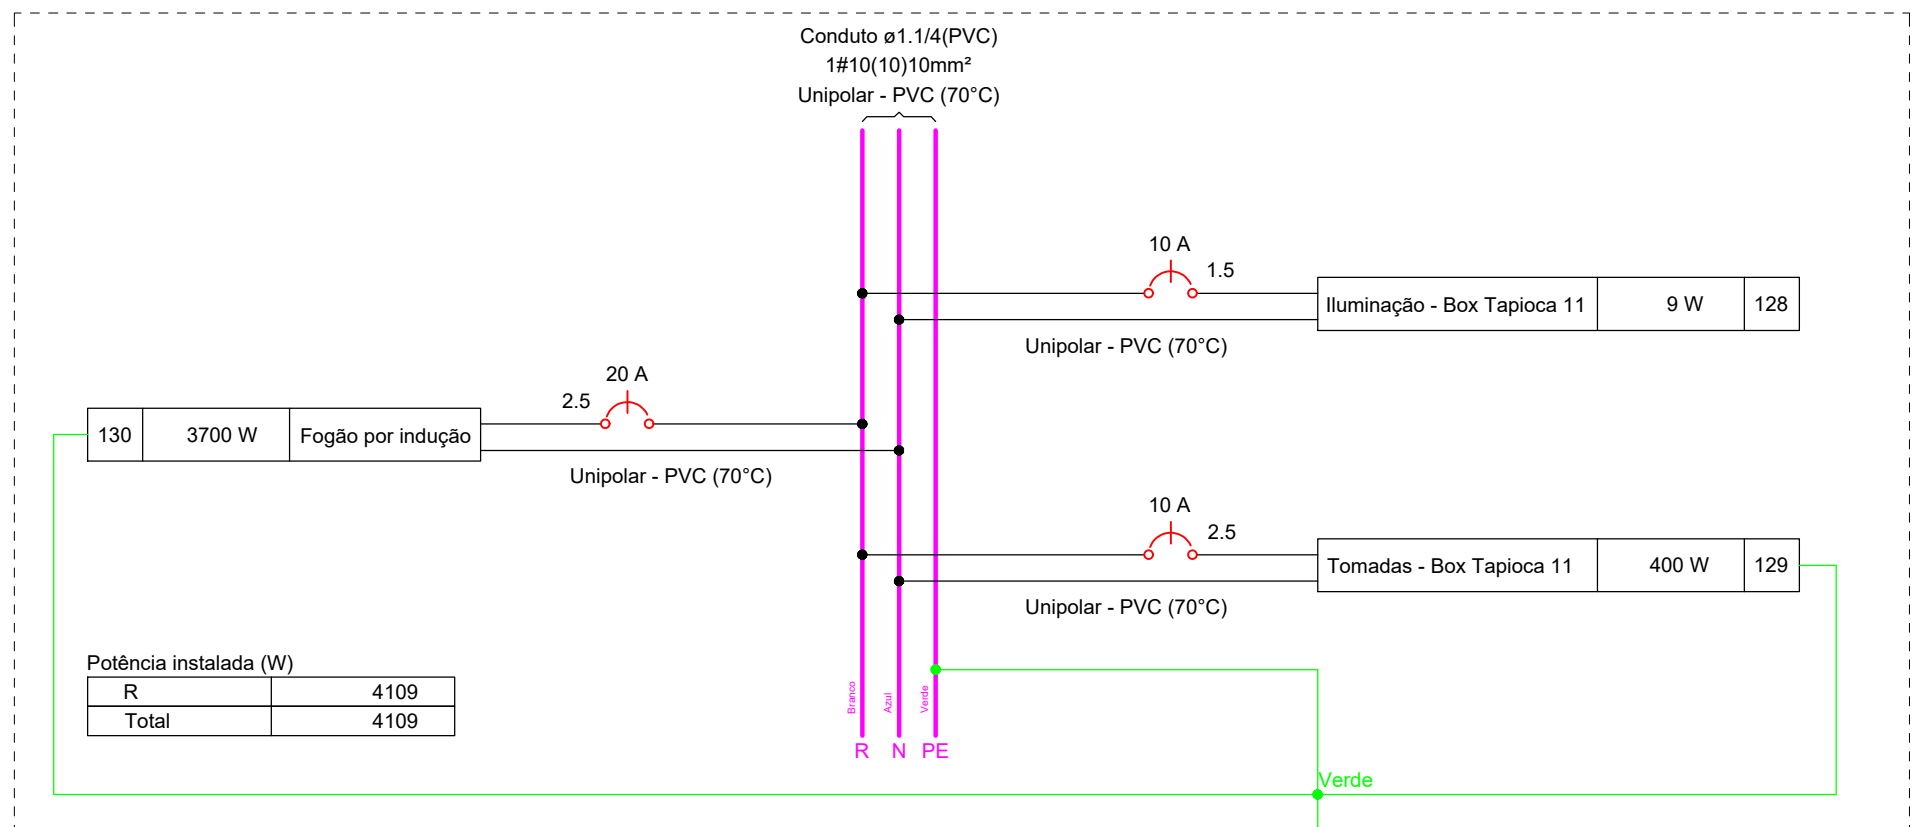 Conduto ø1.1/4(PVC)
1#10(10)10mm²
Unipolar - PVC (70°C)
10 A
1.5
Iluminação - Box Tapioca 11 9 W 128
Unipolar - PVC (70°C)
20 A
2.5
130 3700 W Fogão por indução
Unipolar - PVC (70°C)
10 A
2.5
Tomadas - Box Tapioca 11 400 W 129
Unipolar - PVC (70°C)
Potência instalada (W)
R 4109
Total 4109
Branco
Azul
Verde
R N PE
Verde